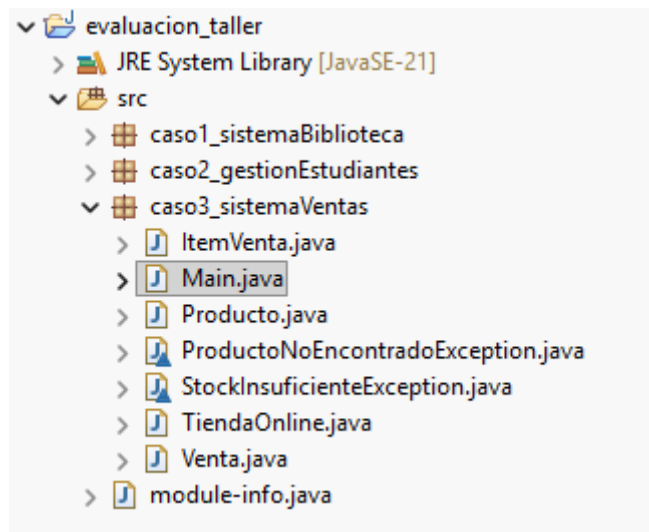 evaluacion_taller
JRE System Library [JavaSE-21]
src
caso1_sistemaBiblioteca
caso2_gestionEstudiantes
caso3_sistemaVentas
ItemVenta.java
Main.java
Producto.java
ProductoNoEncontradoException.java
StockInsuficienteException.java
TiendaOnline.java
Venta.java
module-info.java